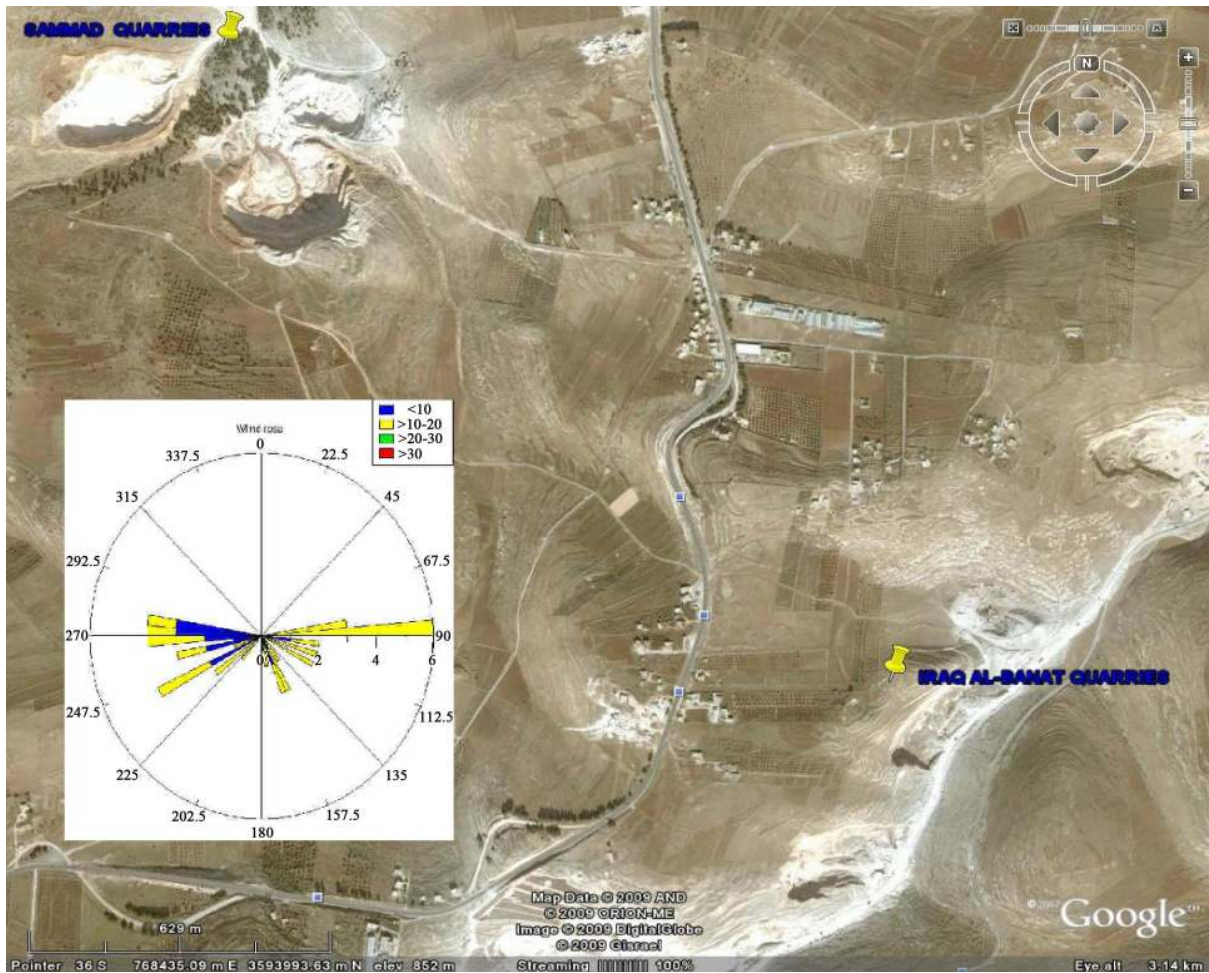 SAMMAD QUARRIES
N
<10
>10-20
>20-30
>30
Wind rose
0
337.5
22.5
315
45
292.5
67.5
270
90
0
2
4
6
247.5
112.5
225
135
202.5
157.5
180
IRAQ AL-BANAT QUARRIES
Map Data © 2009 AND
© 2009 ORION-ME
Image © 2009 DigitalGlobe
© 2009 Gisrael
© 2007 Google™
629 m
Pointer 36 S 768435.09 m E 3593993.63 m N elev 852 m Streaming |||||||||| 100% Eye alt 3.14 km